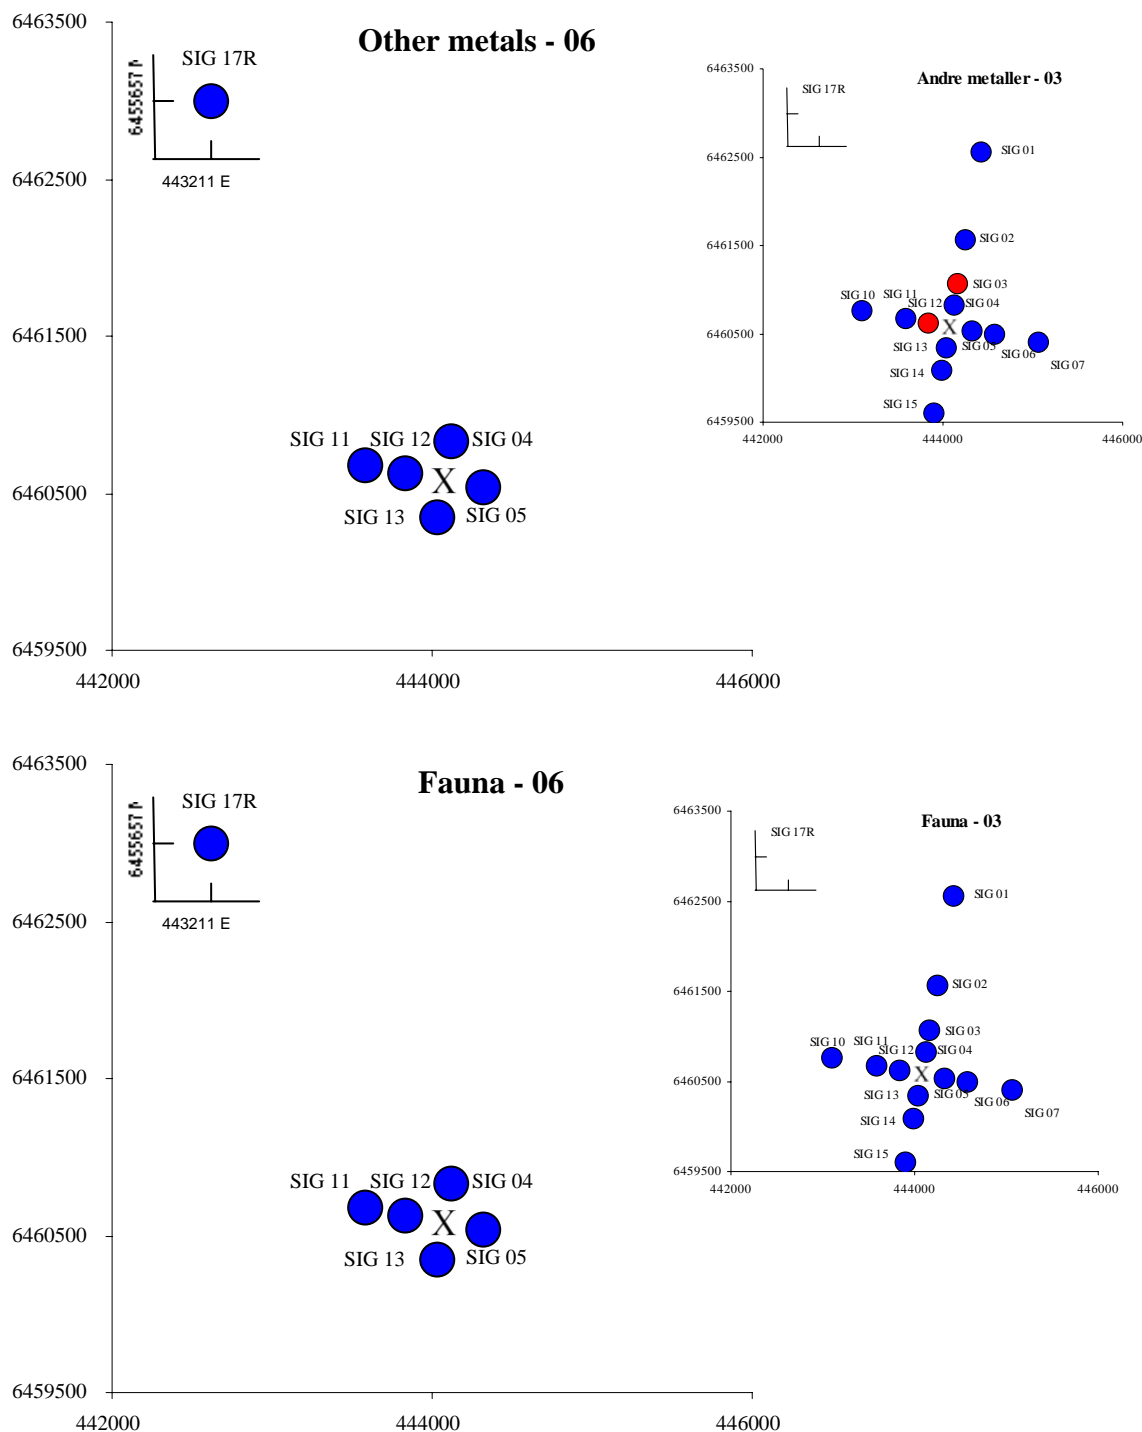 Other metals - 06
6463500
6462500
6461500
6460500
6459500
442000
444000
446000
SIG 17R
6455657 N
443211 E
SIG 11
SIG 12
SIG 04
X
SIG 13
SIG 05
Andre metaller - 03
6463500
6462500
6461500
6460500
6459500
442000
444000
446000
SIG 17R
SIG 01
SIG 02
SIG 03
SIG 10
SIG 11
SIG 12
SIG 04
X
SIG 13
SIG 05
SIG 06
SIG 07
SIG 14
SIG 15
Fauna - 06
6463500
6462500
6461500
6460500
6459500
442000
444000
446000
SIG 17R
6455657 N
443211 E
SIG 11
SIG 12
SIG 04
X
SIG 13
SIG 05
Fauna - 03
6463500
6462500
6461500
6460500
6459500
442000
444000
446000
SIG 17R
SIG 01
SIG 02
SIG 03
SIG 10
SIG 11
SIG 12
SIG 04
X
SIG 13
SIG 05
SIG 06
SIG 07
SIG 14
SIG 15